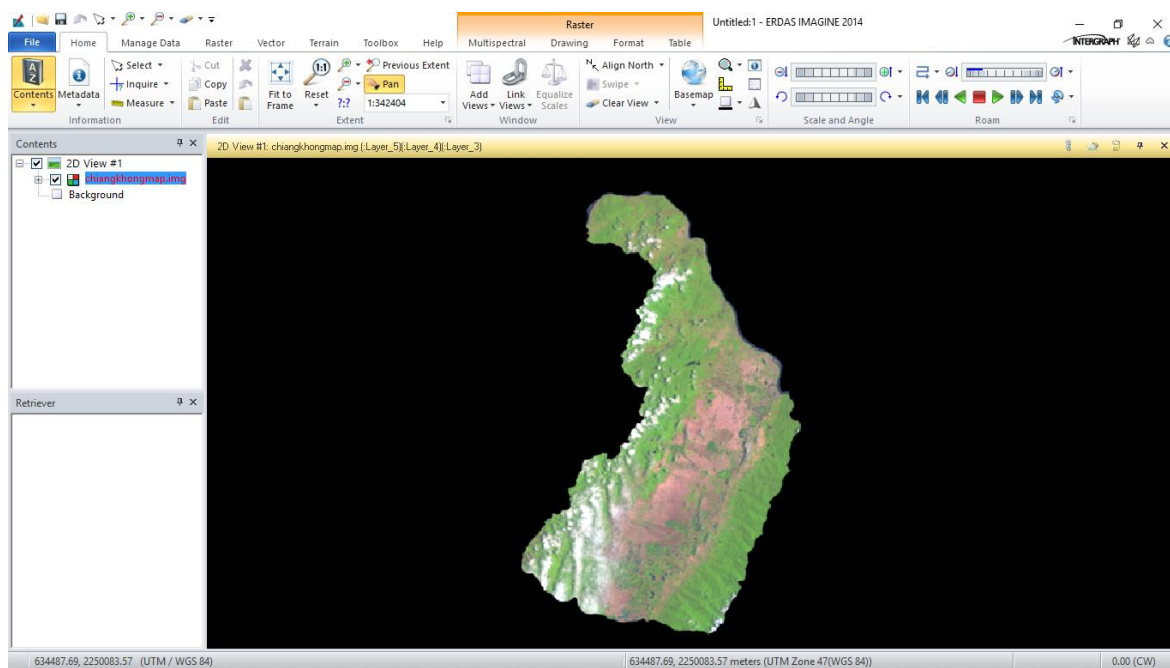 Raster
Untitled:1 - ERDAS IMAGINE 2014
File Home Manage Data Raster Vector Terrain Toolbox Help Multispectral Drawing Format Table INTERGRAPH
Contents
Metadata
Select
Inquire
Measure
Information
Cut
Copy
Paste
Edit
Fit to Frame
1:1
Reset
?:?
Previous Extent
Pan
1:342404
Extent
Add Views
Link Views
Equalize Scales
Window
N Align North
Swipe
Clear View
Basemap
View
Scale and Angle
Roam
Contents
2D View #1
chiangkhongmap.img
Background
Retriever
2D View #1: chiangkhongmap.img (:Layer_5)(:Layer_4)(:Layer_3)
634487.69, 2250083.57 (UTM / WGS 84)
634487.69, 2250083.57 meters (UTM Zone 47(WGS 84))
0.00 (CW)